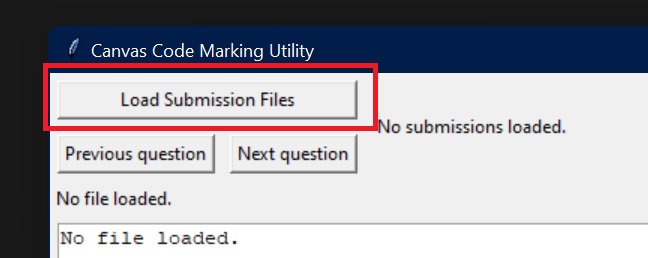 Canvas Code Marking Utility
Load Submission Files
No submissions loaded.
Previous question
Next question
No file loaded.
No file loaded.